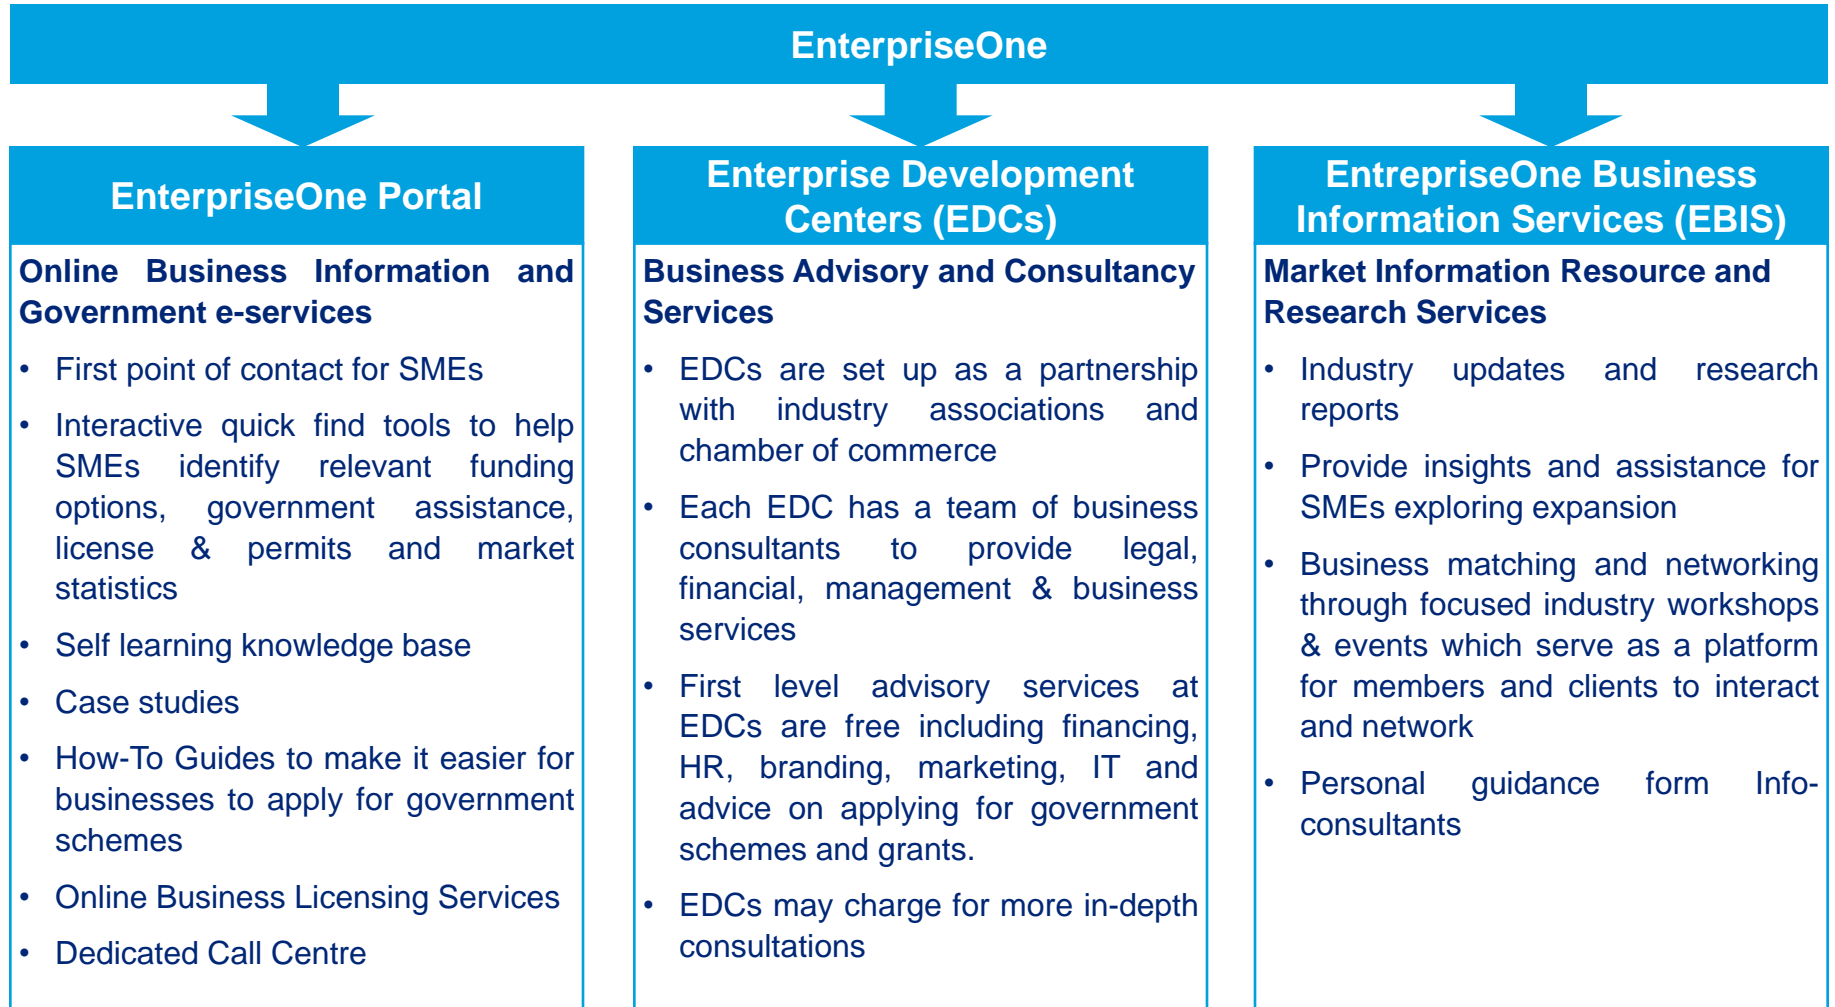 EnterpriseOne
EnterpriseOne Portal
Online Business Information and
Government e-services
• First point of contact for SMEs
• Interactive quick find tools to help
SMEs identify relevant funding
options, government assistance,
license & permits and market
statistics
• Self learning knowledge base
• Case studies
• How-To Guides to make it easier for
businesses to apply for government
schemes
• Online Business Licensing Services
• Dedicated Call Centre
Enterprise Development
Centers (EDCs)
Business Advisory and Consultancy
Services
• EDCs are set up as a partnership
with industry associations and
chamber of commerce
• Each EDC has a team of business
consultants to provide legal,
financial, management & business
services
• First level advisory services at
EDCs are free including financing,
HR, branding, marketing, IT and
advice on applying for government
schemes and grants.
• EDCs may charge for more in-depth
consultations
EntrepriseOne Business
Information Services (EBIS)
Market Information Resource and
Research Services
• Industry updates and research
reports
• Provide insights and assistance for
SMEs exploring expansion
• Business matching and networking
through focused industry workshops
& events which serve as a platform
for members and clients to interact
and network
• Personal guidance form Info-
consultants